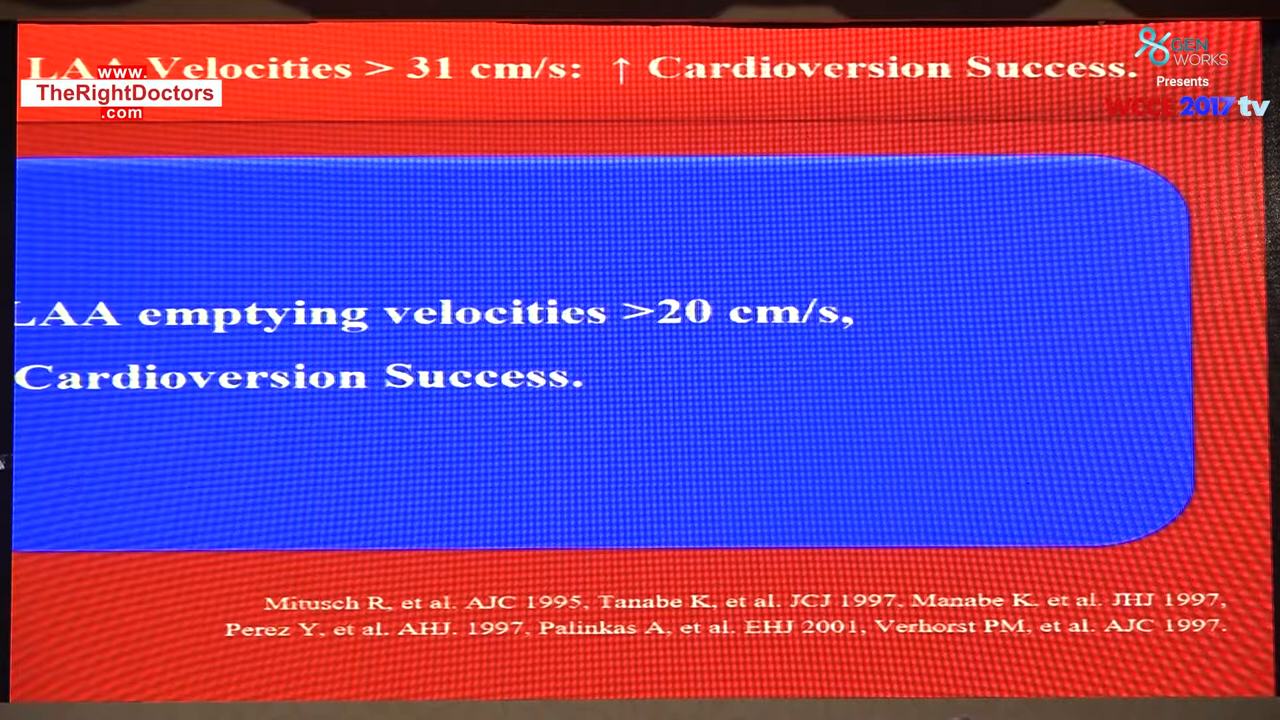 LAA Velocities > 31 cm/s: ↑ Cardioversion Success.
www.
TheRightDoctors
.com
GEN
WORKS
Presents
WCCE 2017 tv
LAA emptying velocities >20 cm/s,
Cardioversion Success.
Mitusch R, et al. AJC 1995, Tanabe K, et al. JCJ 1997, Manabe K. et al. JHJ 1997,
Perez Y, et al. AHJ. 1997, Palinkas A, et al. EHJ 2001, Verhorst PM, et al. AJC 1997.